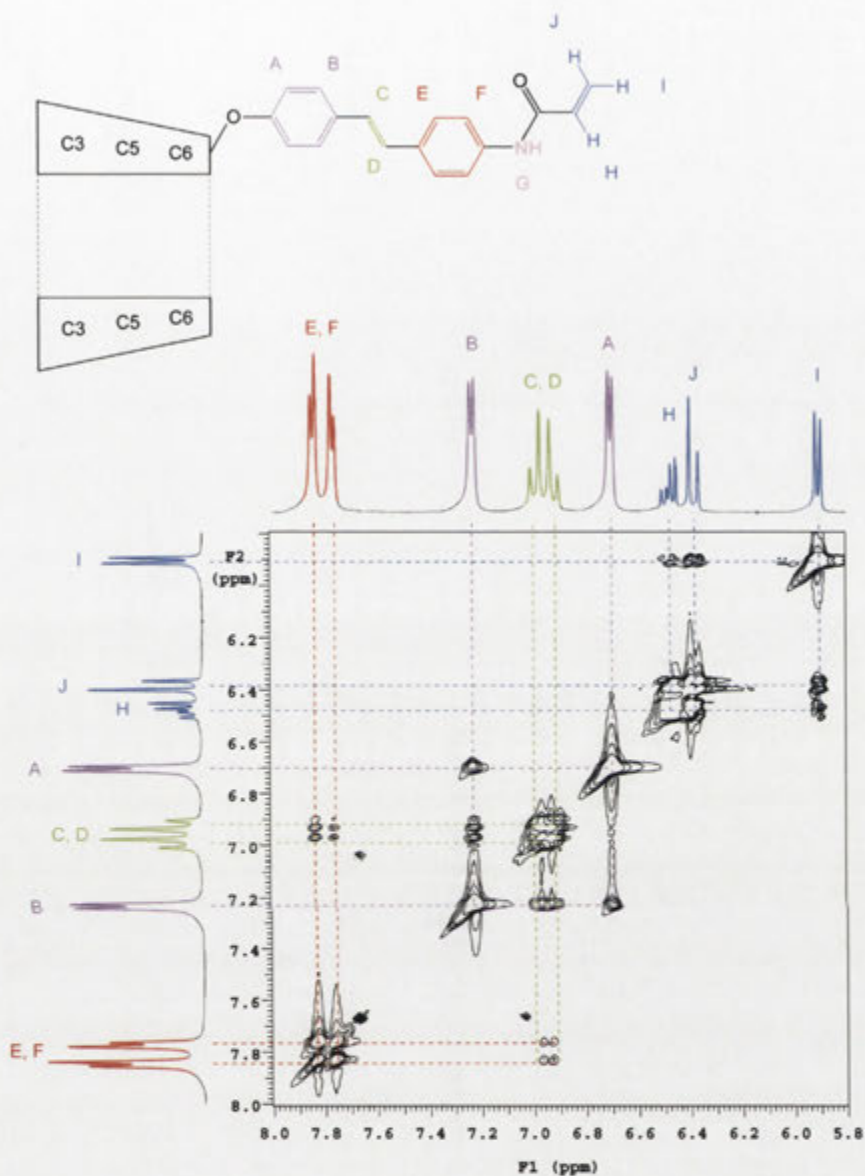 J
A B C E F O H H I
C3 C5 C6 O
D NH H
G H
C3 C5 C6
E, F B C, D A H J I
I
F2
(ppm)
6.2
J
6.4
H
6.6
A
6.8
C, D
7.0
B
7.2
7.4
7.6
E, F
7.8
8.0
8.0 7.8 7.6 7.4 7.2 7.0 6.8 6.6 6.4 6.2 6.0 5.8
F1 (ppm)